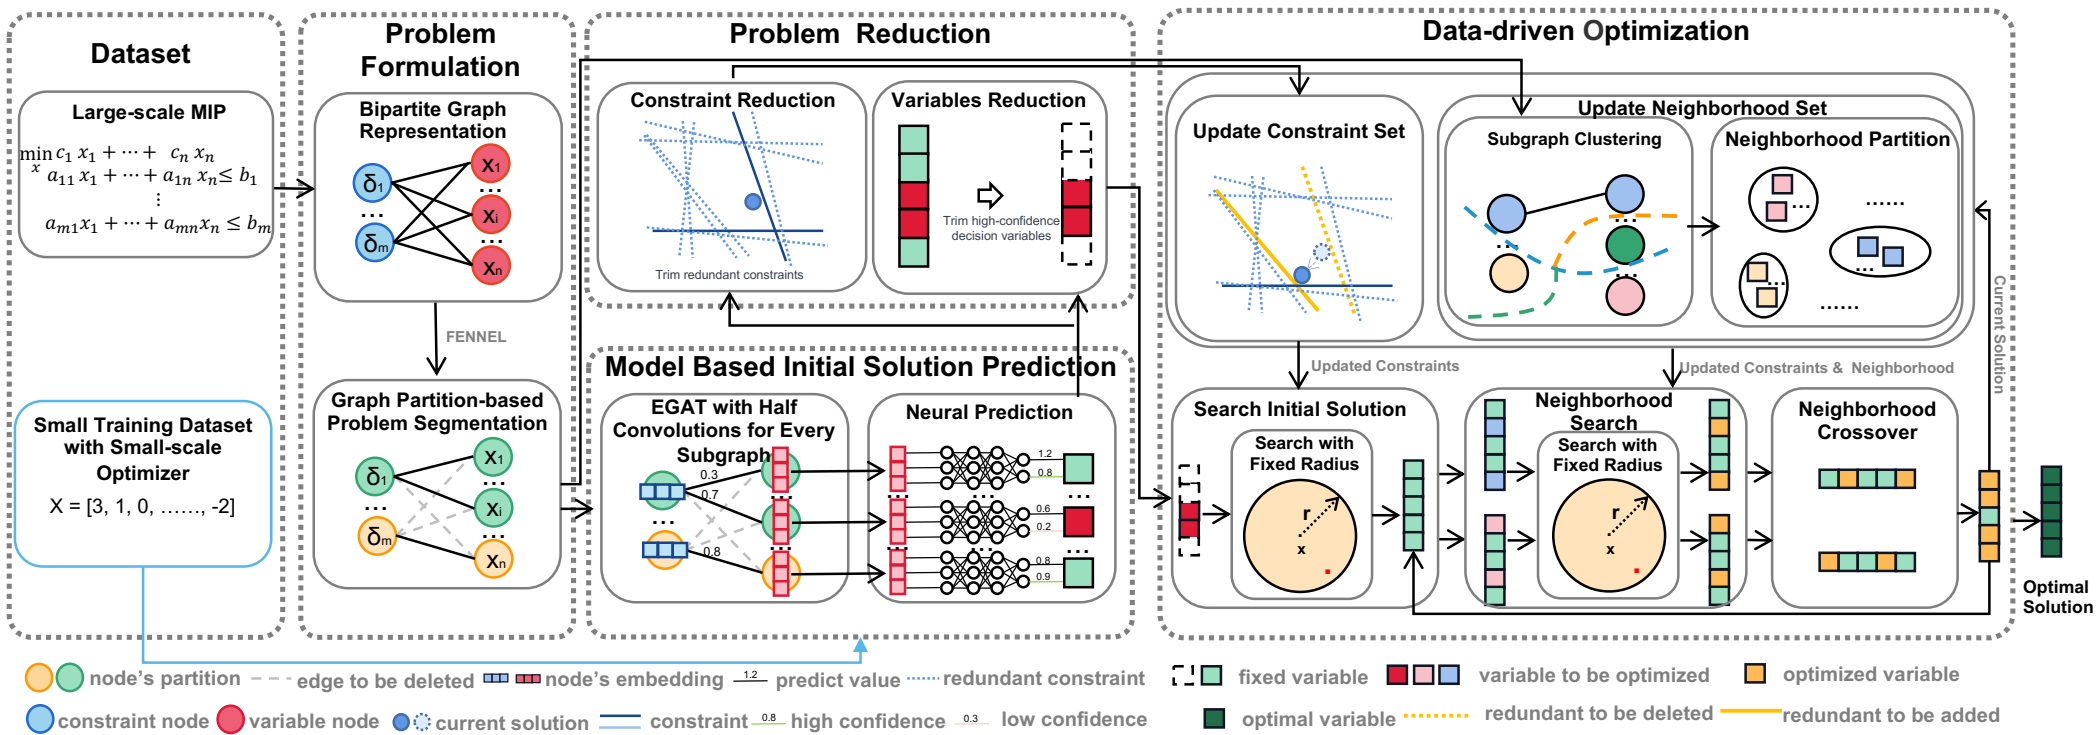 Dataset
Large-scale MIP
min c₁ x₁ + ⋯ + cₙ xₙ
x
a₁₁ x₁ + ⋯ + a₁ₙ xₙ ≤ b₁
⋮
aₘ₁x₁ + ⋯ + aₘₙxₙ ≤ bₘ
Small Training Dataset
with Small-scale
Optimizer
X = [3, 1, 0, ……, -2]
Problem
Formulation
Bipartite Graph
Representation
δ₁
...
δₘ
X₁
...
Xᵢ
...
Xₙ
FENNEL
Graph Partition-based
Problem Segmentation
δ₁
...
δₘ
X₁
...
Xᵢ
...
Xₙ
Problem Reduction
Constraint Reduction
Trim redundant constraints
Variables Reduction
Trim high-confidence
decision variables
Model Based Initial Solution Prediction
EGAT with Half
Convolutions for Every
Subgraph
0.3
0.7
...
0.8
...
...
Neural Prediction
1.2
0.8
...
0.6
0.2
...
0.8
0.9
Data-driven Optimization
Update Constraint Set
Update Neighborhood Set
Subgraph Clustering
...
...
...
Neighborhood Partition
...
......
...
...
......
Updated Constraints
Updated Constraints & Neighborhood
Current Solution
Search Initial Solution
Search with
Fixed Radius
r
x
Neighborhood
Search
Search with
Fixed Radius
r
x
Neighborhood
Crossover
Optimal
Solution
node's partition
edge to be deleted
node's embedding
1.2
predict value
redundant constraint
fixed variable
variable to be optimized
optimized variable
constraint node
variable node
current solution
constraint
0.8
high confidence
0.3
low confidence
optimal variable
redundant to be deleted
redundant to be added